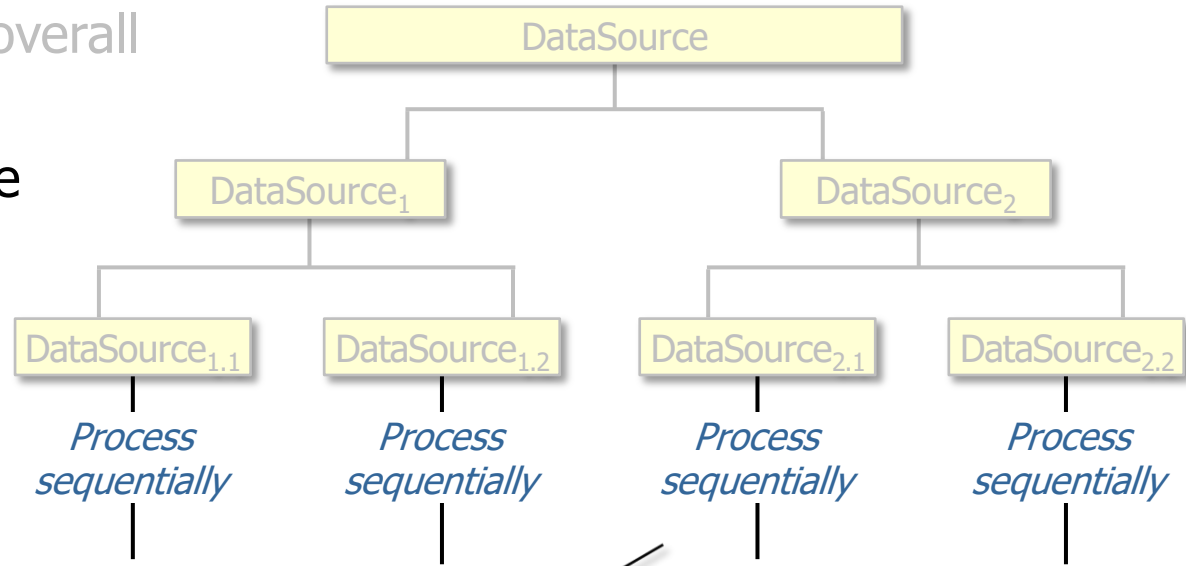 overall
DataSource
e
DataSource₁
DataSource₂
DataSource₁.₁
DataSource₁.₂
DataSource₂.₁
DataSource₂.₂
Process
sequentially
Process
sequentially
Process
sequentially
Process
sequentially